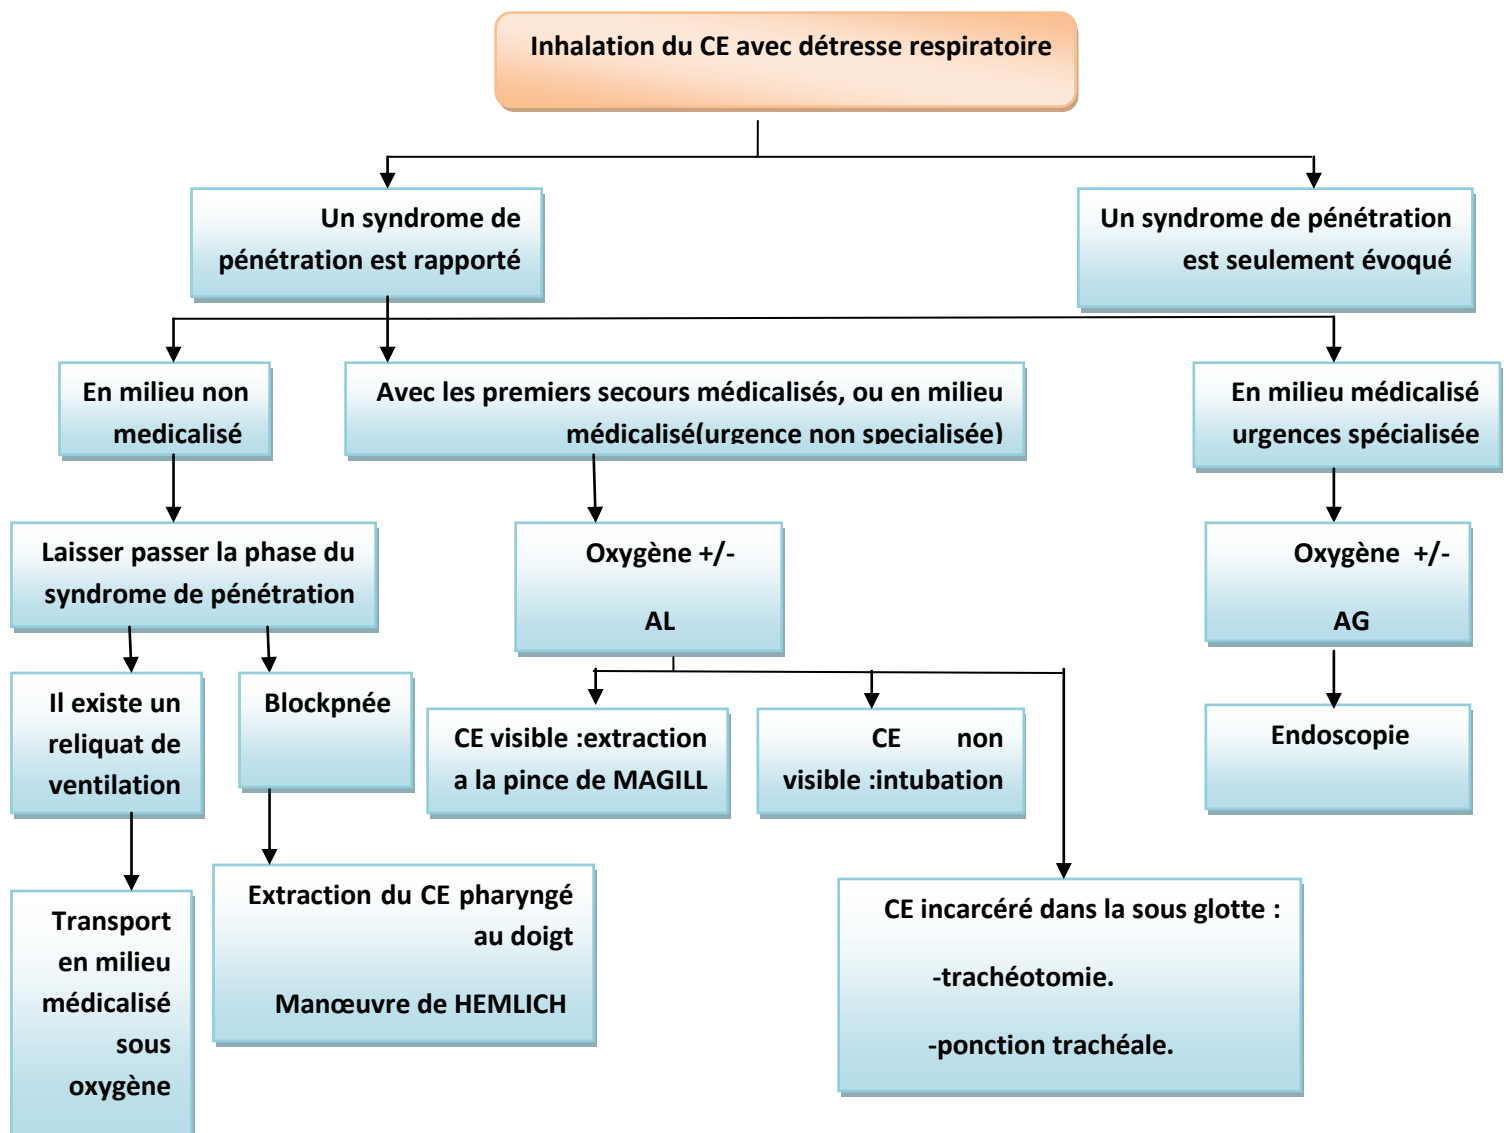 Inhalation du CE avec détresse respiratoire
Un syndrome de
pénétration est rapporté
Un syndrome de pénétration
est seulement évoqué
En milieu non
medicalisé
Avec les premiers secours médicalisés, ou en milieu
médicalisé(urgence non specialisée)
En milieu médicalisé
urgences spécialisée
Laisser passer la phase du
syndrome de pénétration
Oxygène +/-
AL
Oxygène +/-
AG
Il existe un
reliquat de
ventilation
Blockpnée
CE visible :extraction
a la pince de MAGILL
CE non
visible :intubation
Endoscopie
Transport
en milieu
médicalisé
sous
oxygène
Extraction du CE pharyngé
au doigt
Manœuvre de HEMLICH
CE incarcéré dans la sous glotte :
-trachéotomie.
-ponction trachéale.